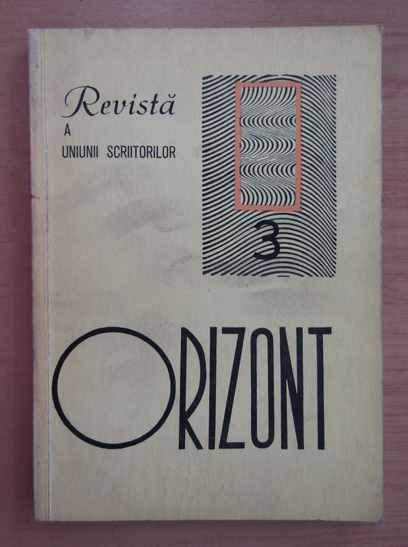 Revistă
A
UNIUNII SCRIITORILOR
3
ORIZONT